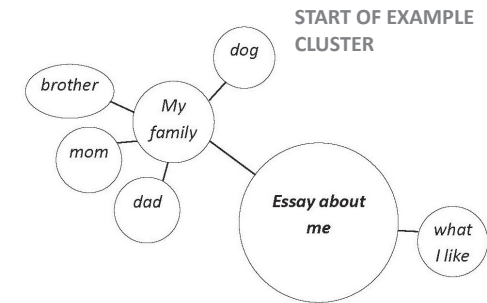 START OF EXAMPLE
CLUSTER
dog
brother
My
family
mom
dad
Essay about
me
what
I like